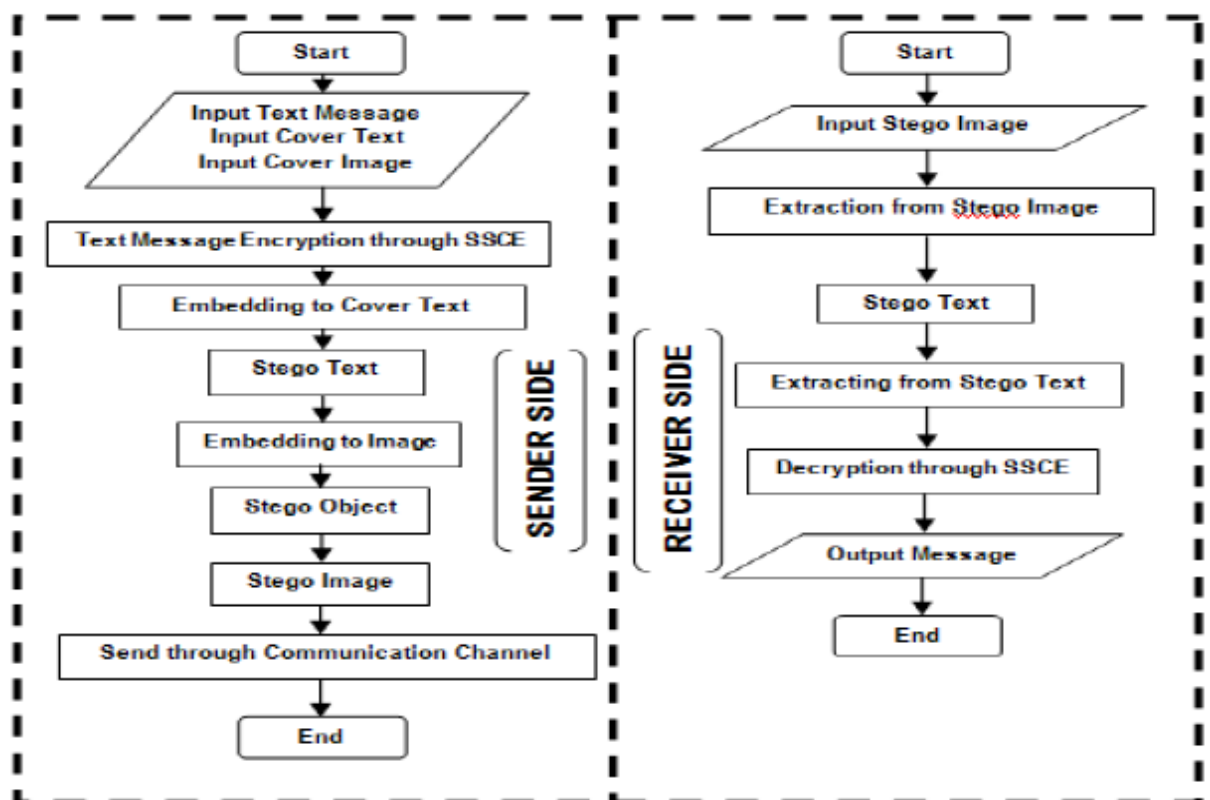 Start
Input Text Message
Input Cover Text
Input Cover Image
Text Message Encryption through SSCE
Embedding to Cover Text
Stego Text
Embedding to Image
Stego Object
Stego Image
Send through Communication Channel
End
SENDER SIDE
RECEIVER SIDE
Start
Input Stego Image
Extraction from Stego Image
Stego Text
Extracting from Stego Text
Decryption through SSCE
Output Message
End